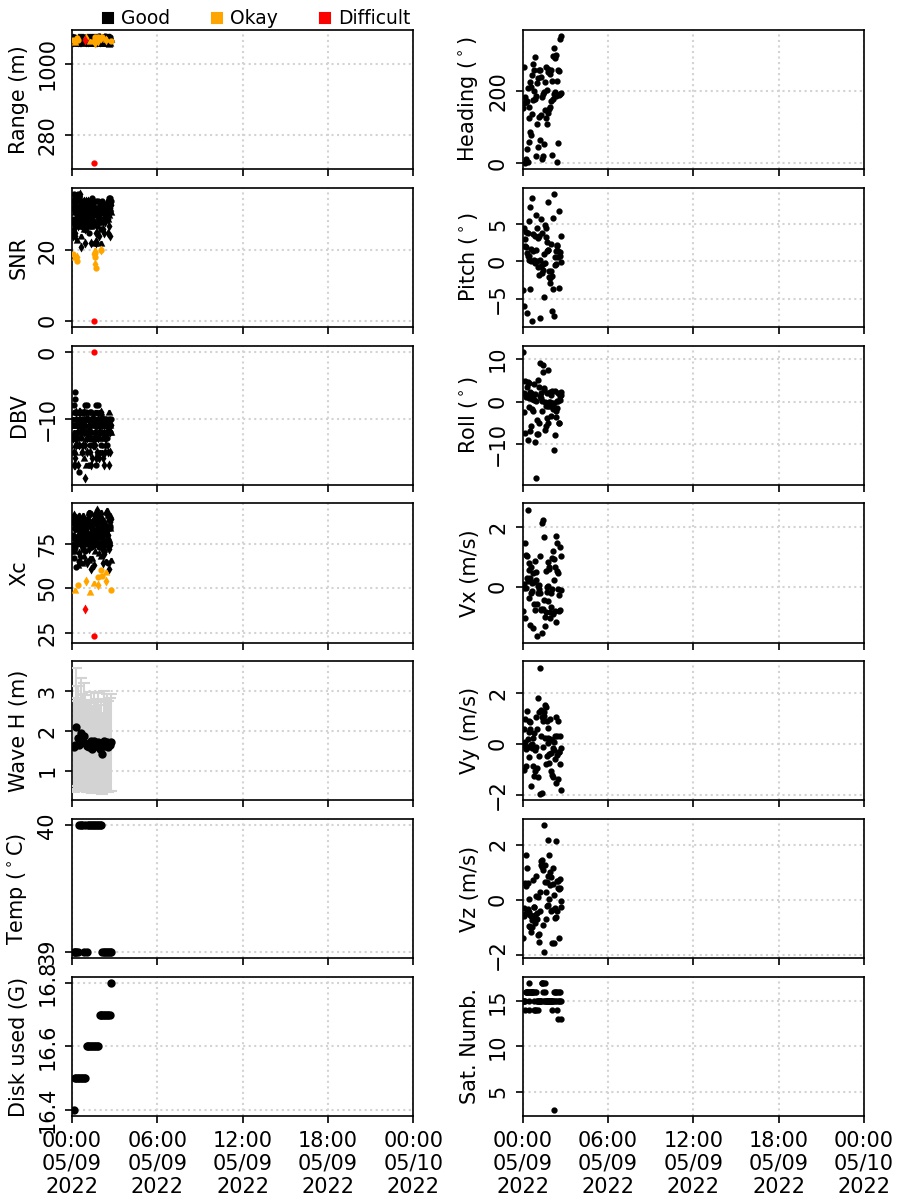 Good Okay Difficult
Range (m)
1000
280
Heading (°)
200
0
SNR
20
0
Pitch (°)
5
0
−5
DBV
0
−10
Roll (°)
10
0
−10
Xc
75
50
25
Vx (m/s)
2
0
Wave H (m)
3
2
1
Vy (m/s)
2
0
−2
Temp (°C)
40
39
Vz (m/s)
2
0
−2
Disk used (G)
16.8
16.6
16.4
Sat. Numb.
15
10
5
00:00 06:00 12:00 18:00 00:00
05/09 05/09 05/09 05/09 05/10
2022 2022 2022 2022 2022
00:00 06:00 12:00 18:00 00:00
05/09 05/09 05/09 05/09 05/10
2022 2022 2022 2022 2022